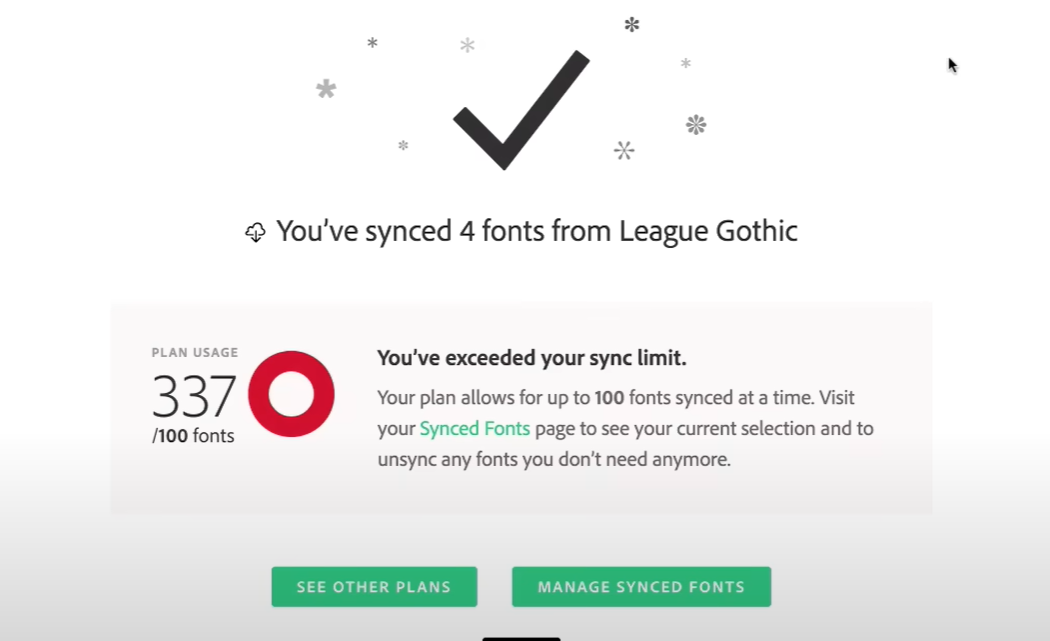 You’ve synced 4 fonts from League Gothic
PLAN USAGE
337
/100 fonts
You’ve exceeded your sync limit.
Your plan allows for up to 100 fonts synced at a time. Visit
your Synced Fonts page to see your current selection and to
unsync any fonts you don’t need anymore.
SEE OTHER PLANS
MANAGE SYNCED FONTS